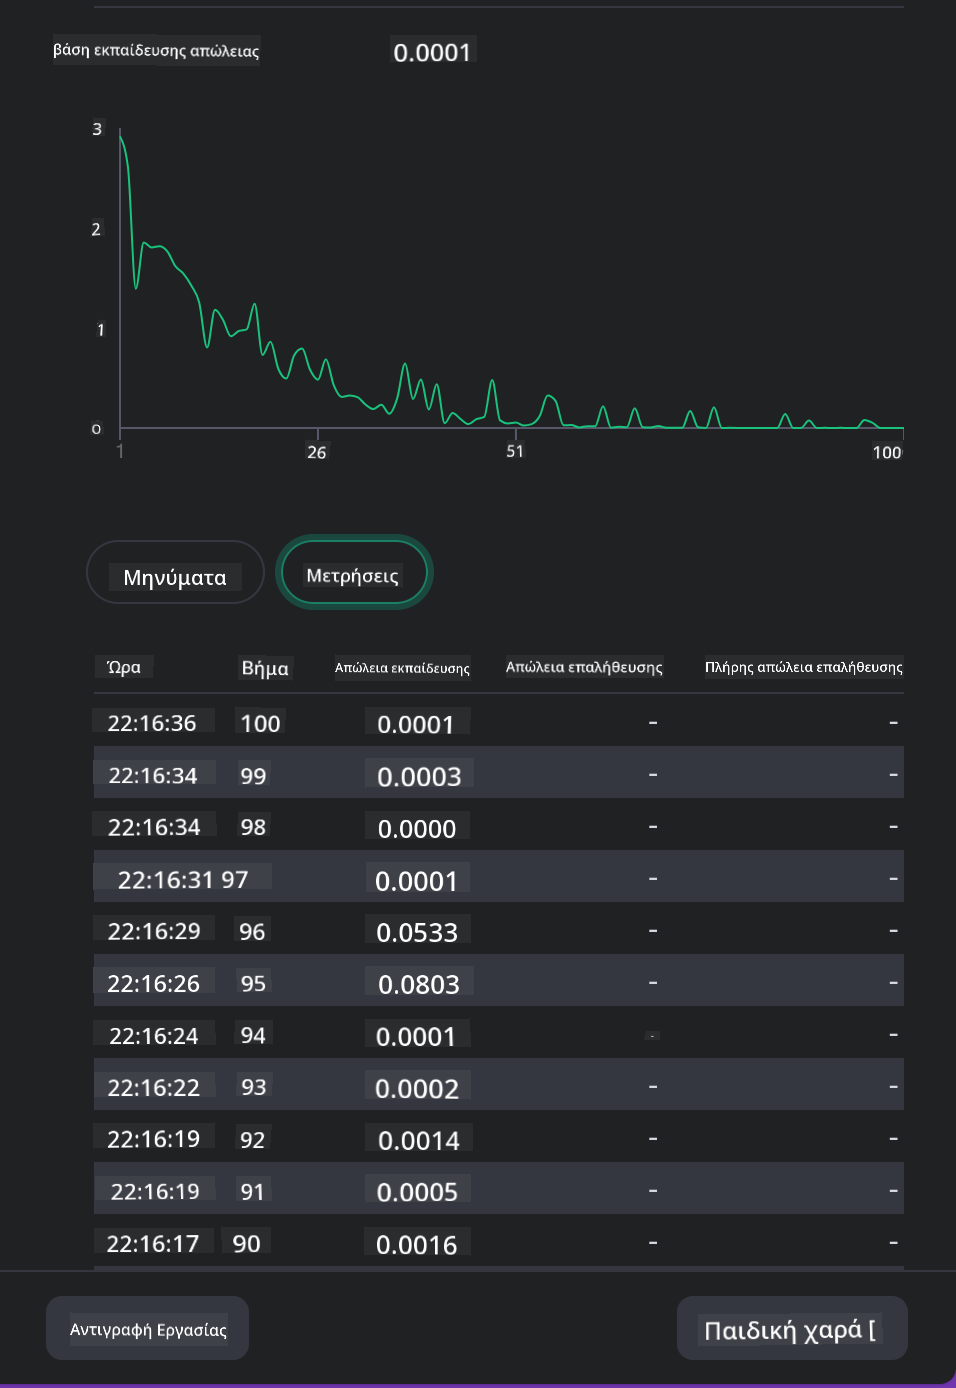 βάση εκπαίδευσης απώλειας 0.0001
3
2
1
0
1 26 51 100
Μηνύματα Μετρήσεις
Ώρα Βήμα Απώλεια εκπαίδευσης Απώλεια επαλήθευσης Πλήρης απώλεια επαλήθευσης
22:16:36 100 0.0001 - -
22:16:34 99 0.0003 - -
22:16:34 98 0.0000 - -
22:16:31 97 0.0001 - -
22:16:29 96 0.0533 - -
22:16:26 95 0.0803 - -
22:16:24 94 0.0001 - -
22:16:22 93 0.0002 - -
22:16:19 92 0.0014 - -
22:16:19 91 0.0005 - -
22:16:17 90 0.0016 - -
Αντιγραφή Εργασίας Παιδική χαρά [